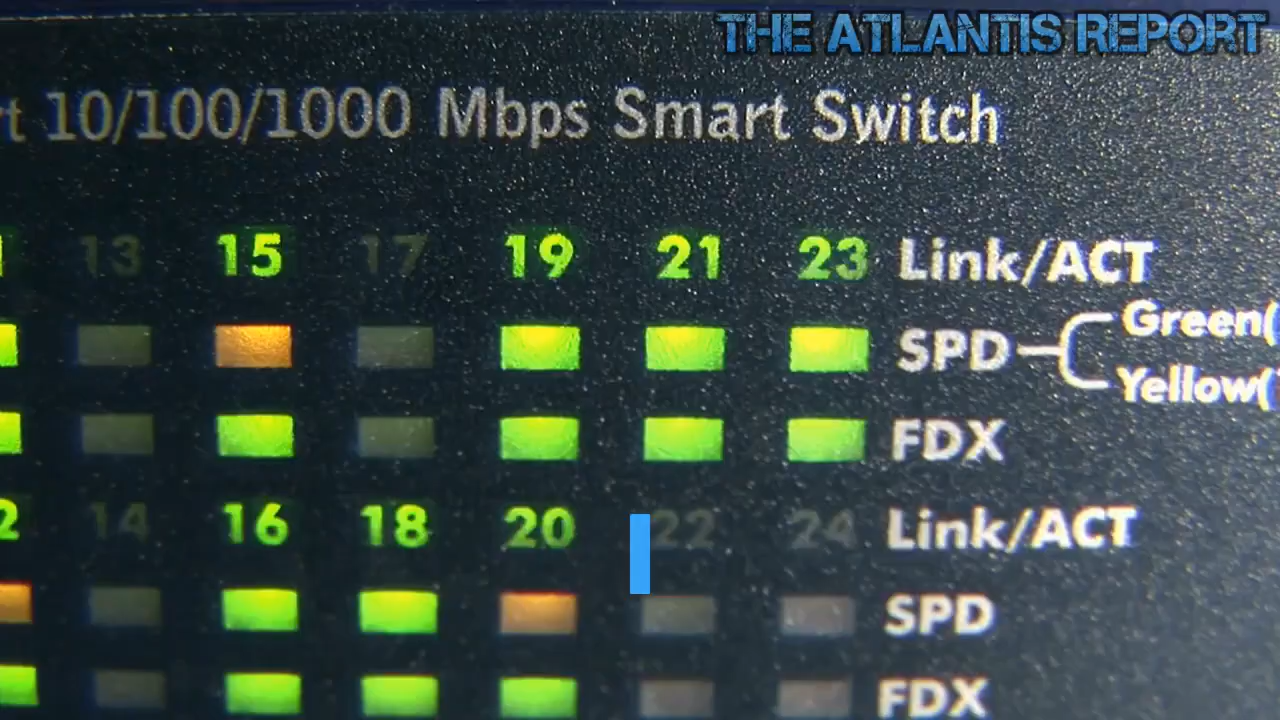 THE ATLANTIS REPORT
10/100/1000 Mbps Smart Switch
13 15 17 19 21 23 Link/ACT
Green(
SPD
Yellow(
FDX
14 16 18 20 22 24 Link/ACT
SPD
FDX